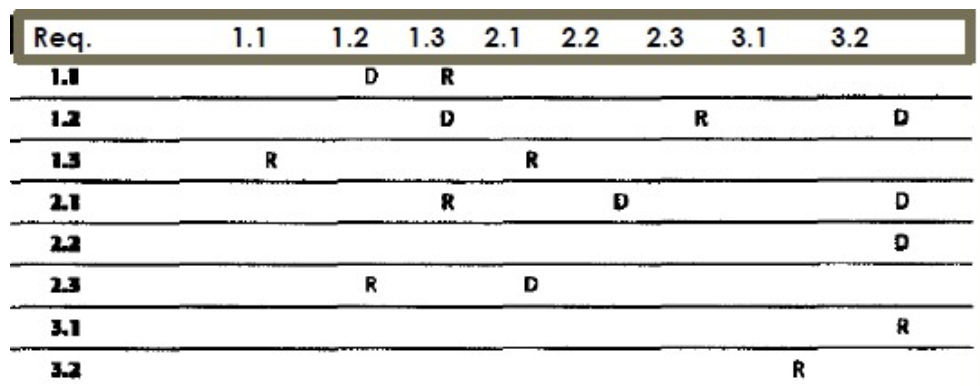 Req. 1.1 1.2 1.3 2.1 2.2 2.3 3.1 3.2
1.1 D R
1.2 D R D
1.3 R R
2.1 R D D
2.2 D
2.3 R D
3.1 R
3.2 R